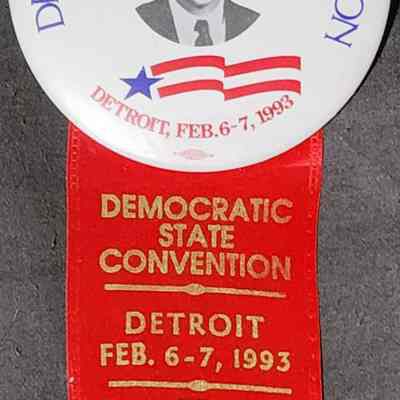 DETROIT, FEB. 6-7, 1993
DEMOCRATIC
STATE
CONVENTION
DETROIT
FEB. 6-7, 1993